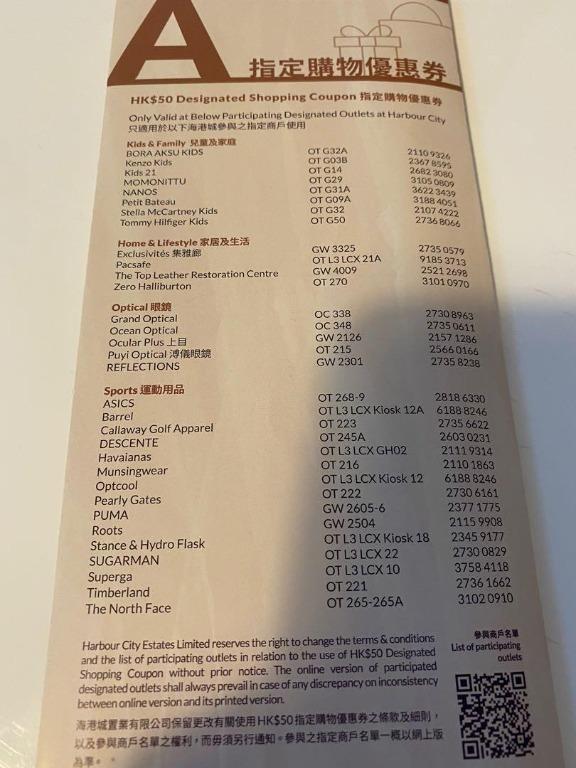 A
指定購物優惠券
HK$50 Designated Shopping Coupon 指定購物優惠券
Only Valid at Below Participating Designated Outlets at Harbour City
只適用於以下海港城參與之指定商戶使用
Kids & Family 兒童及家庭
BORA AKSU KIDS OT G32A 2110 9326
Kenzo Kids OT G03B 2367 8595
Kids 21 OT G14 2682 3080
MOMONITTU OT G29 3105 0809
NANOS OT G31A 3622 3439
Petit Bateau OT G09A 3188 4051
Stella McCartney Kids OT G32 2107 4222
Tommy Hilfiger Kids OT G50 2736 8066
Home & Lifestyle 家居及生活
Exclusivités 集雅廊 GW 3325 2735 0579
Pacsafe OT L3 LCX 21A 9185 3713
The Top Leather Restoration Centre GW 4009 2521 2698
Zero Halliburton OT 270 3101 0970
Optical 眼鏡
Grand Optical OC 338 2730 8963
Ocean Optical OC 348 2735 0611
Ocular Plus 上目 GW 2126 2157 1286
Puyi Optical 溥儀眼鏡 OT 215 2566 0166
REFLECTIONS GW 2301 2735 8238
Sports 運動用品
ASICS OT 268-9 2818 6330
Barrel OT L3 LCX Kiosk 12A 6188 8246
Callaway Golf Apparel OT 223 2735 6622
DESCENTE OT 245A 2603 0231
Havaianas OT L3 LCX GH02 2111 9314
Munsingwear OT 216 2110 1863
Optcool OT L3 LCX Kiosk 12 6188 8246
Pearly Gates OT 222 2730 6161
PUMA GW 2605-6 2377 1775
Roots GW 2504 2115 9908
Stance & Hydro Flask OT L3 LCX Kiosk 18 2345 9177
SUGARMAN OT L3 LCX 22 2730 0829
Superga OT L3 LCX 10 3758 4118
Timberland OT 221 2736 1662
The North Face OT 265-265A 3102 0910
Harbour City Estates Limited reserves the right to change the terms & conditions
and the list of participating outlets in relation to the use of HK$50 Designated
Shopping Coupon without prior notice. The online version of participated
designated outlets shall always prevail in case of any discrepancy on inconsistency
between online version and its printed version.
海港城置業有限公司保留更改有關使用HK$50指定購物優惠券之條款及細則，
以及參與商戶名單之權利，而毋須另行通知。參與之指定商戶名單一概以網上版
為準。
參與商戶名單
List of participating
outlets